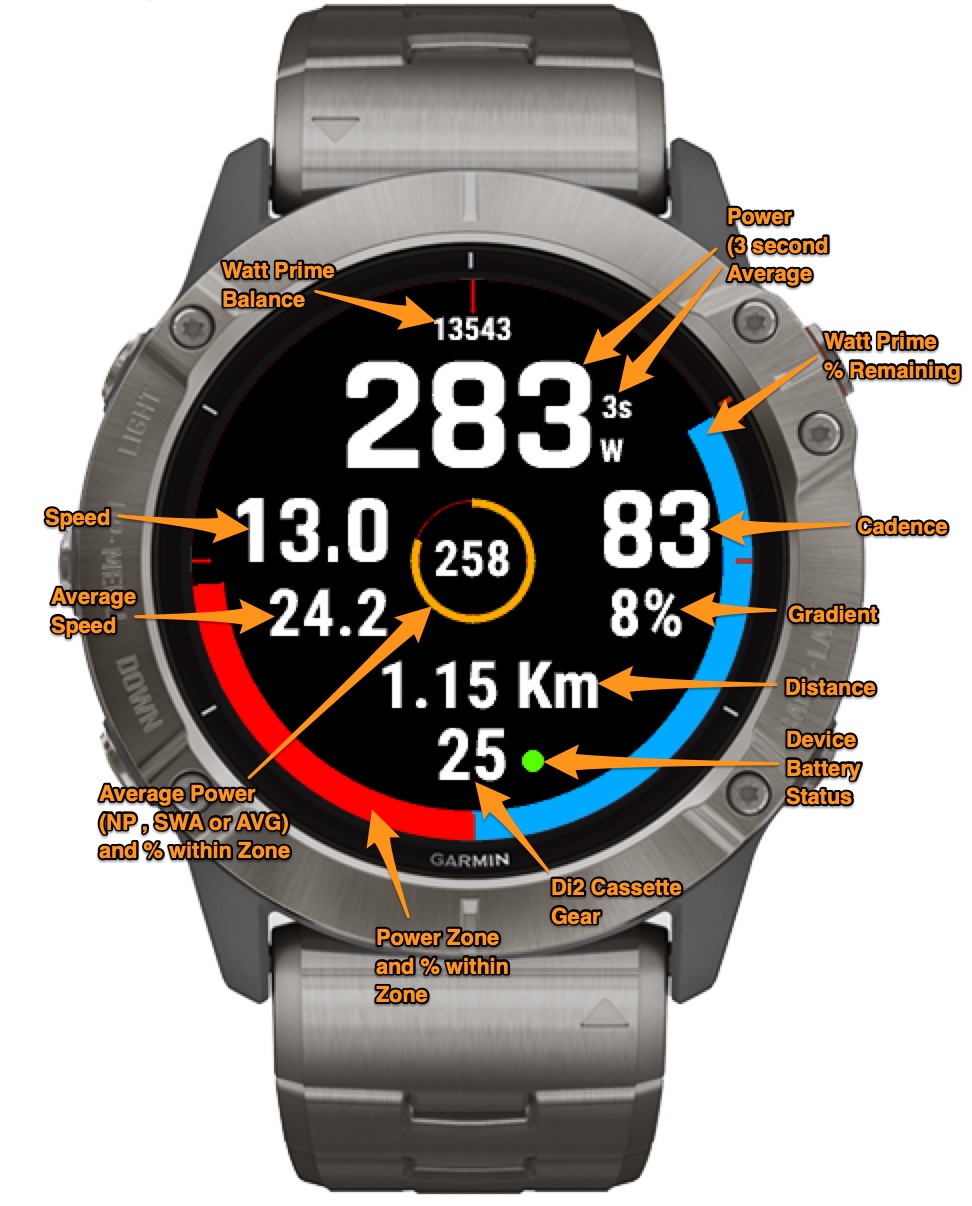 Power
(3 second
Average
Watt Prime
Balance
13543
Watt Prime
% Remaining
283
3s
W
LIGHT
Speed
13.0
258
83
Cadence
Average
Speed
24.2
8%
Gradient
1.15 Km
Distance
DOWN
25
Device
Battery
Status
Average Power
(NP , SWA or AVG)
and % within Zone
GARMIN
Di2 Cassette
Gear
Power Zone
and % within
Zone